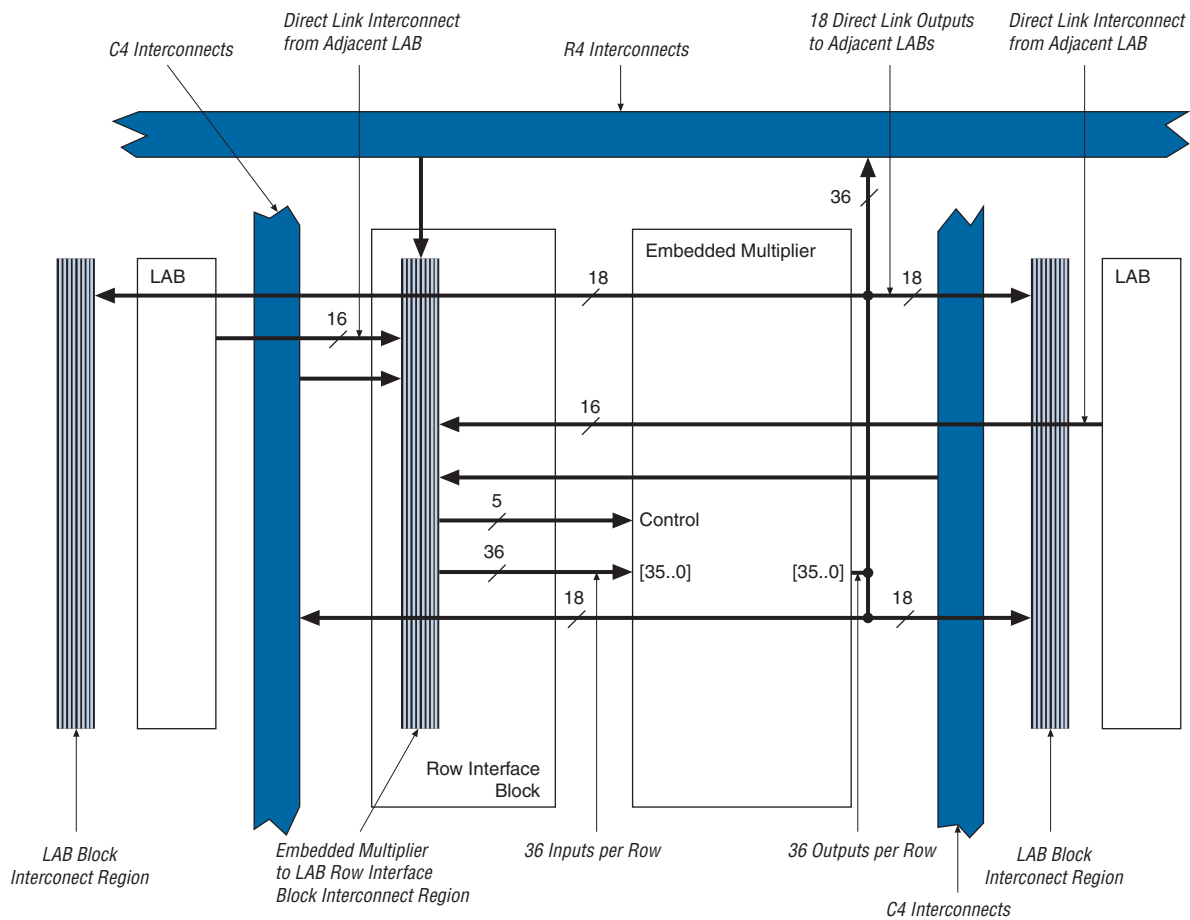 Direct Link Interconnect
from Adjacent LAB
18 Direct Link Outputs
to Adjacent LABs
Direct Link Interconnect
from Adjacent LAB
C4 Interconnects
R4 Interconnects
36
Embedded Multiplier
LAB
18
18
LAB
16
16
5
Control
36
[35..0]
[35..0]
18
18
Row Interface
Block
LAB Block
Interconect Region
Embedded Multiplier
to LAB Row Interface
Block Interconnect Region
36 Inputs per Row
36 Outputs per Row
LAB Block
Interconect Region
C4 Interconnects